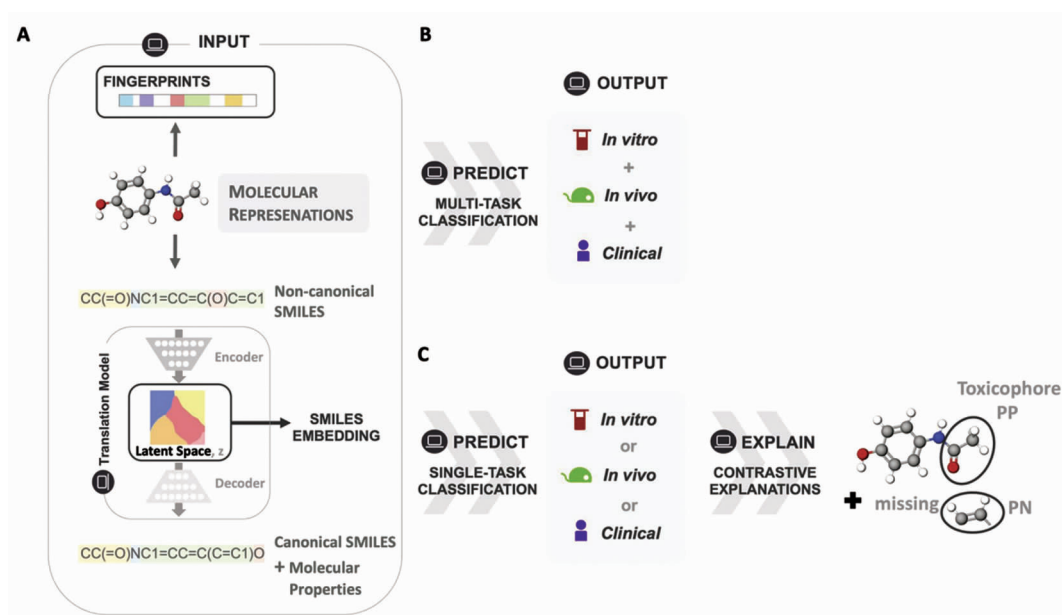 A
INPUT
FINGERPRINTS
MOLECULAR
REPRESENATIONS
CC(=O)NC1=CC=C(O)C=C1
Non-canonical
SMILES
Translation Model
Encoder
Latent Space, z
SMILES
EMBEDDING
Decoder
CC(=O)NC1=CC=C(C=C1)O
Canonical SMILES
+ Molecular
Properties
B
OUTPUT
PREDICT
MULTI-TASK
CLASSIFICATION
In vitro
+
In vivo
+
Clinical
C
OUTPUT
PREDICT
SINGLE-TASK
CLASSIFICATION
In vitro
or
In vivo
or
Clinical
EXPLAIN
CONTRASTIVE
EXPLANATIONS
Toxicophore
PP
+ missing
PN